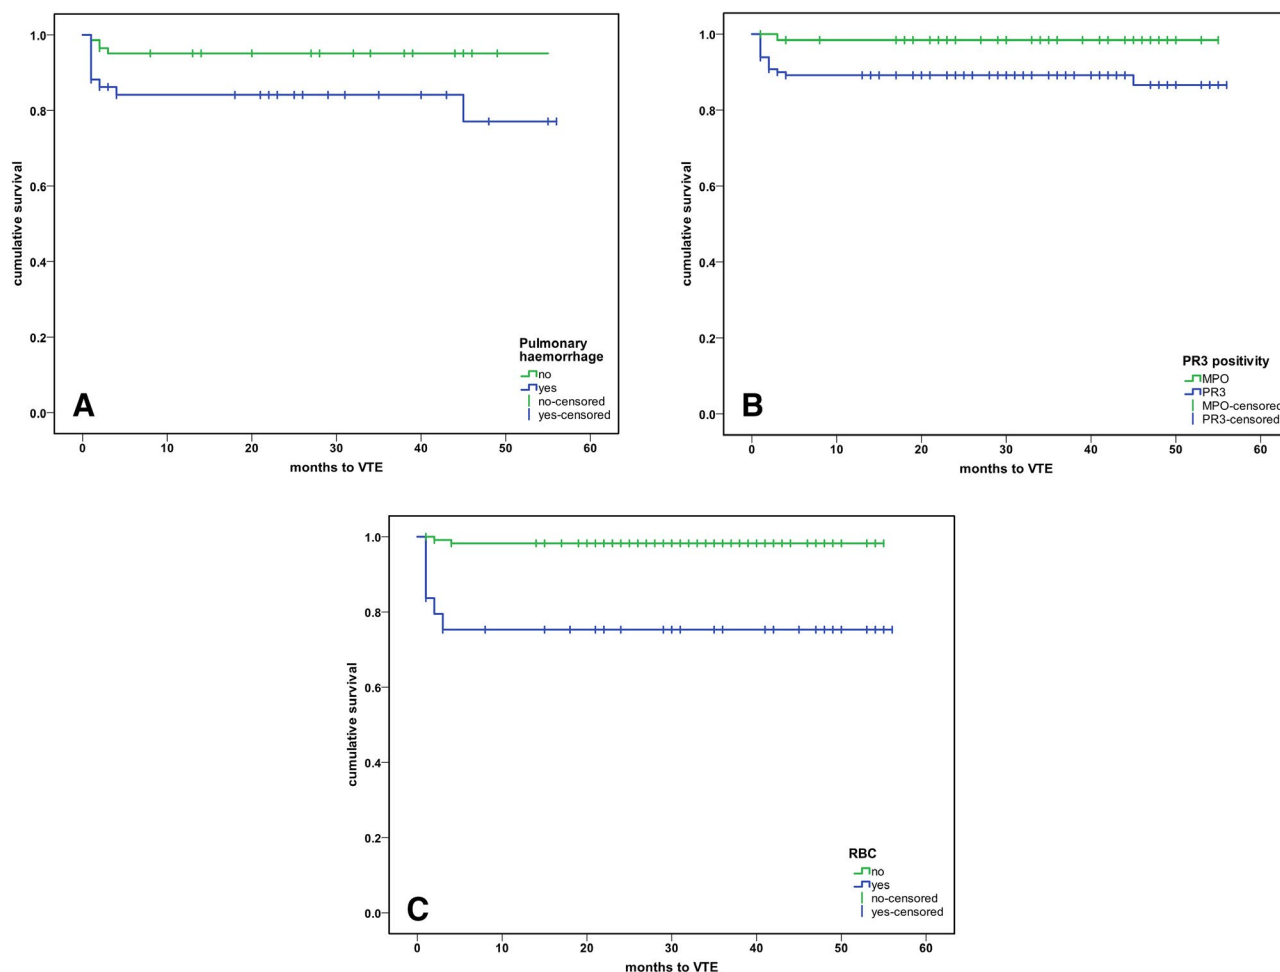 1.0
0.8
0.6
0.4
0.2
0.0
cumulative survival
0 10 20 30 40 50 60
months to VTE
A
Pulmonary
haemorrhage
no
yes
no-censored
yes-censored
1.0
0.8
0.6
0.4
0.2
0.0
cumulative survival
0 10 20 30 40 50 60
months to VTE
B
PR3 positivity
MPO
PR3
MPO-censored
PR3-censored
1.0
0.8
0.6
0.4
0.2
0.0
cumulative survival
0 10 20 30 40 50 60
months to VTE
C
RBC
no
yes
no-censored
yes-censored